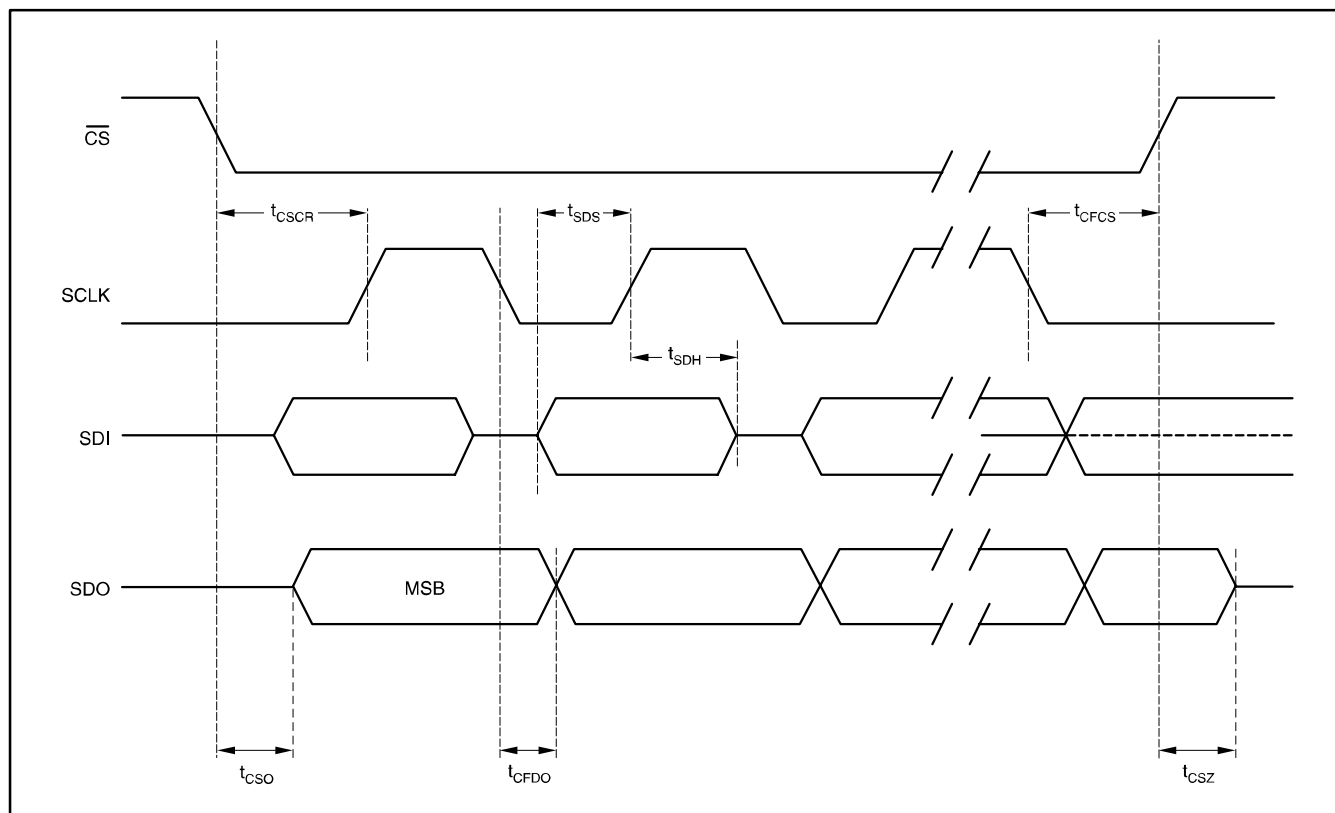 CS
tCSCR
tSDS
tCFCS
SCLK
tSDH
SDI
SDO
MSB
tCSO
tCFDO
tCSZ